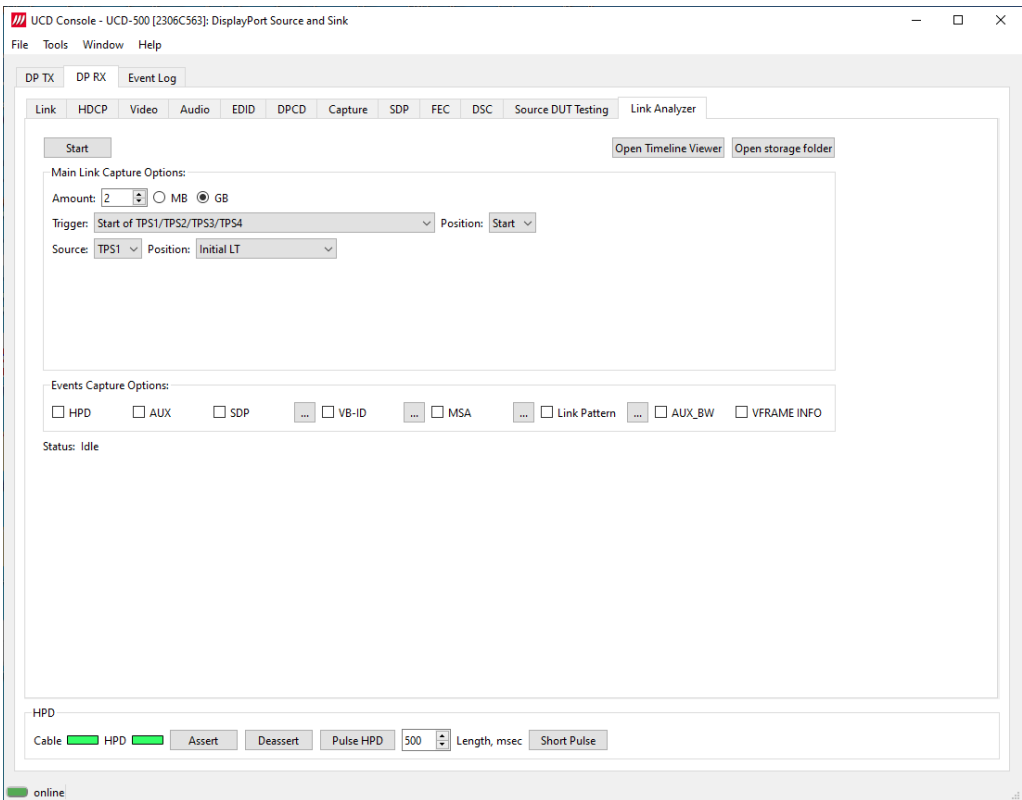 UCD Console - UCD-500 [2306C563]: DisplayPort Source and Sink
File Tools Window Help
DP TX DP RX Event Log
Link HDCP Video Audio EDID DPCD Capture SDP FEC DSC Source DUT Testing Link Analyzer
Start Open Timeline Viewer Open storage folder
Main Link Capture Options:
Amount: 2 MB GB
Trigger: Start of TPS1/TPS2/TPS3/TPS4 Position: Start
Source: TPS1 Position: Initial LT
Events Capture Options:
HPD AUX SDP ... VB-ID ... MSA ... Link Pattern ... AUX_BW VFRAME INFO
Status: Idle
HPD
Cable HPD Assert Deassert Pulse HPD 500 Length, msec Short Pulse
online